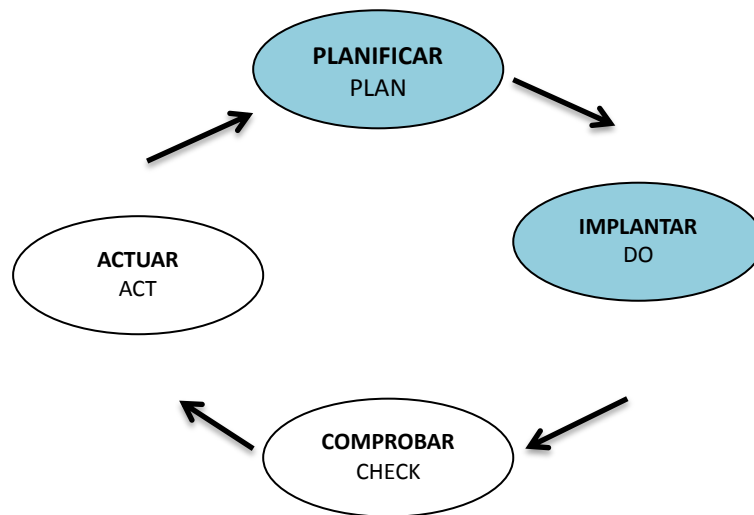 PLANIFICAR
PLAN
IMPLANTAR
DO
COMPROBAR
CHECK
ACTUAR
ACT